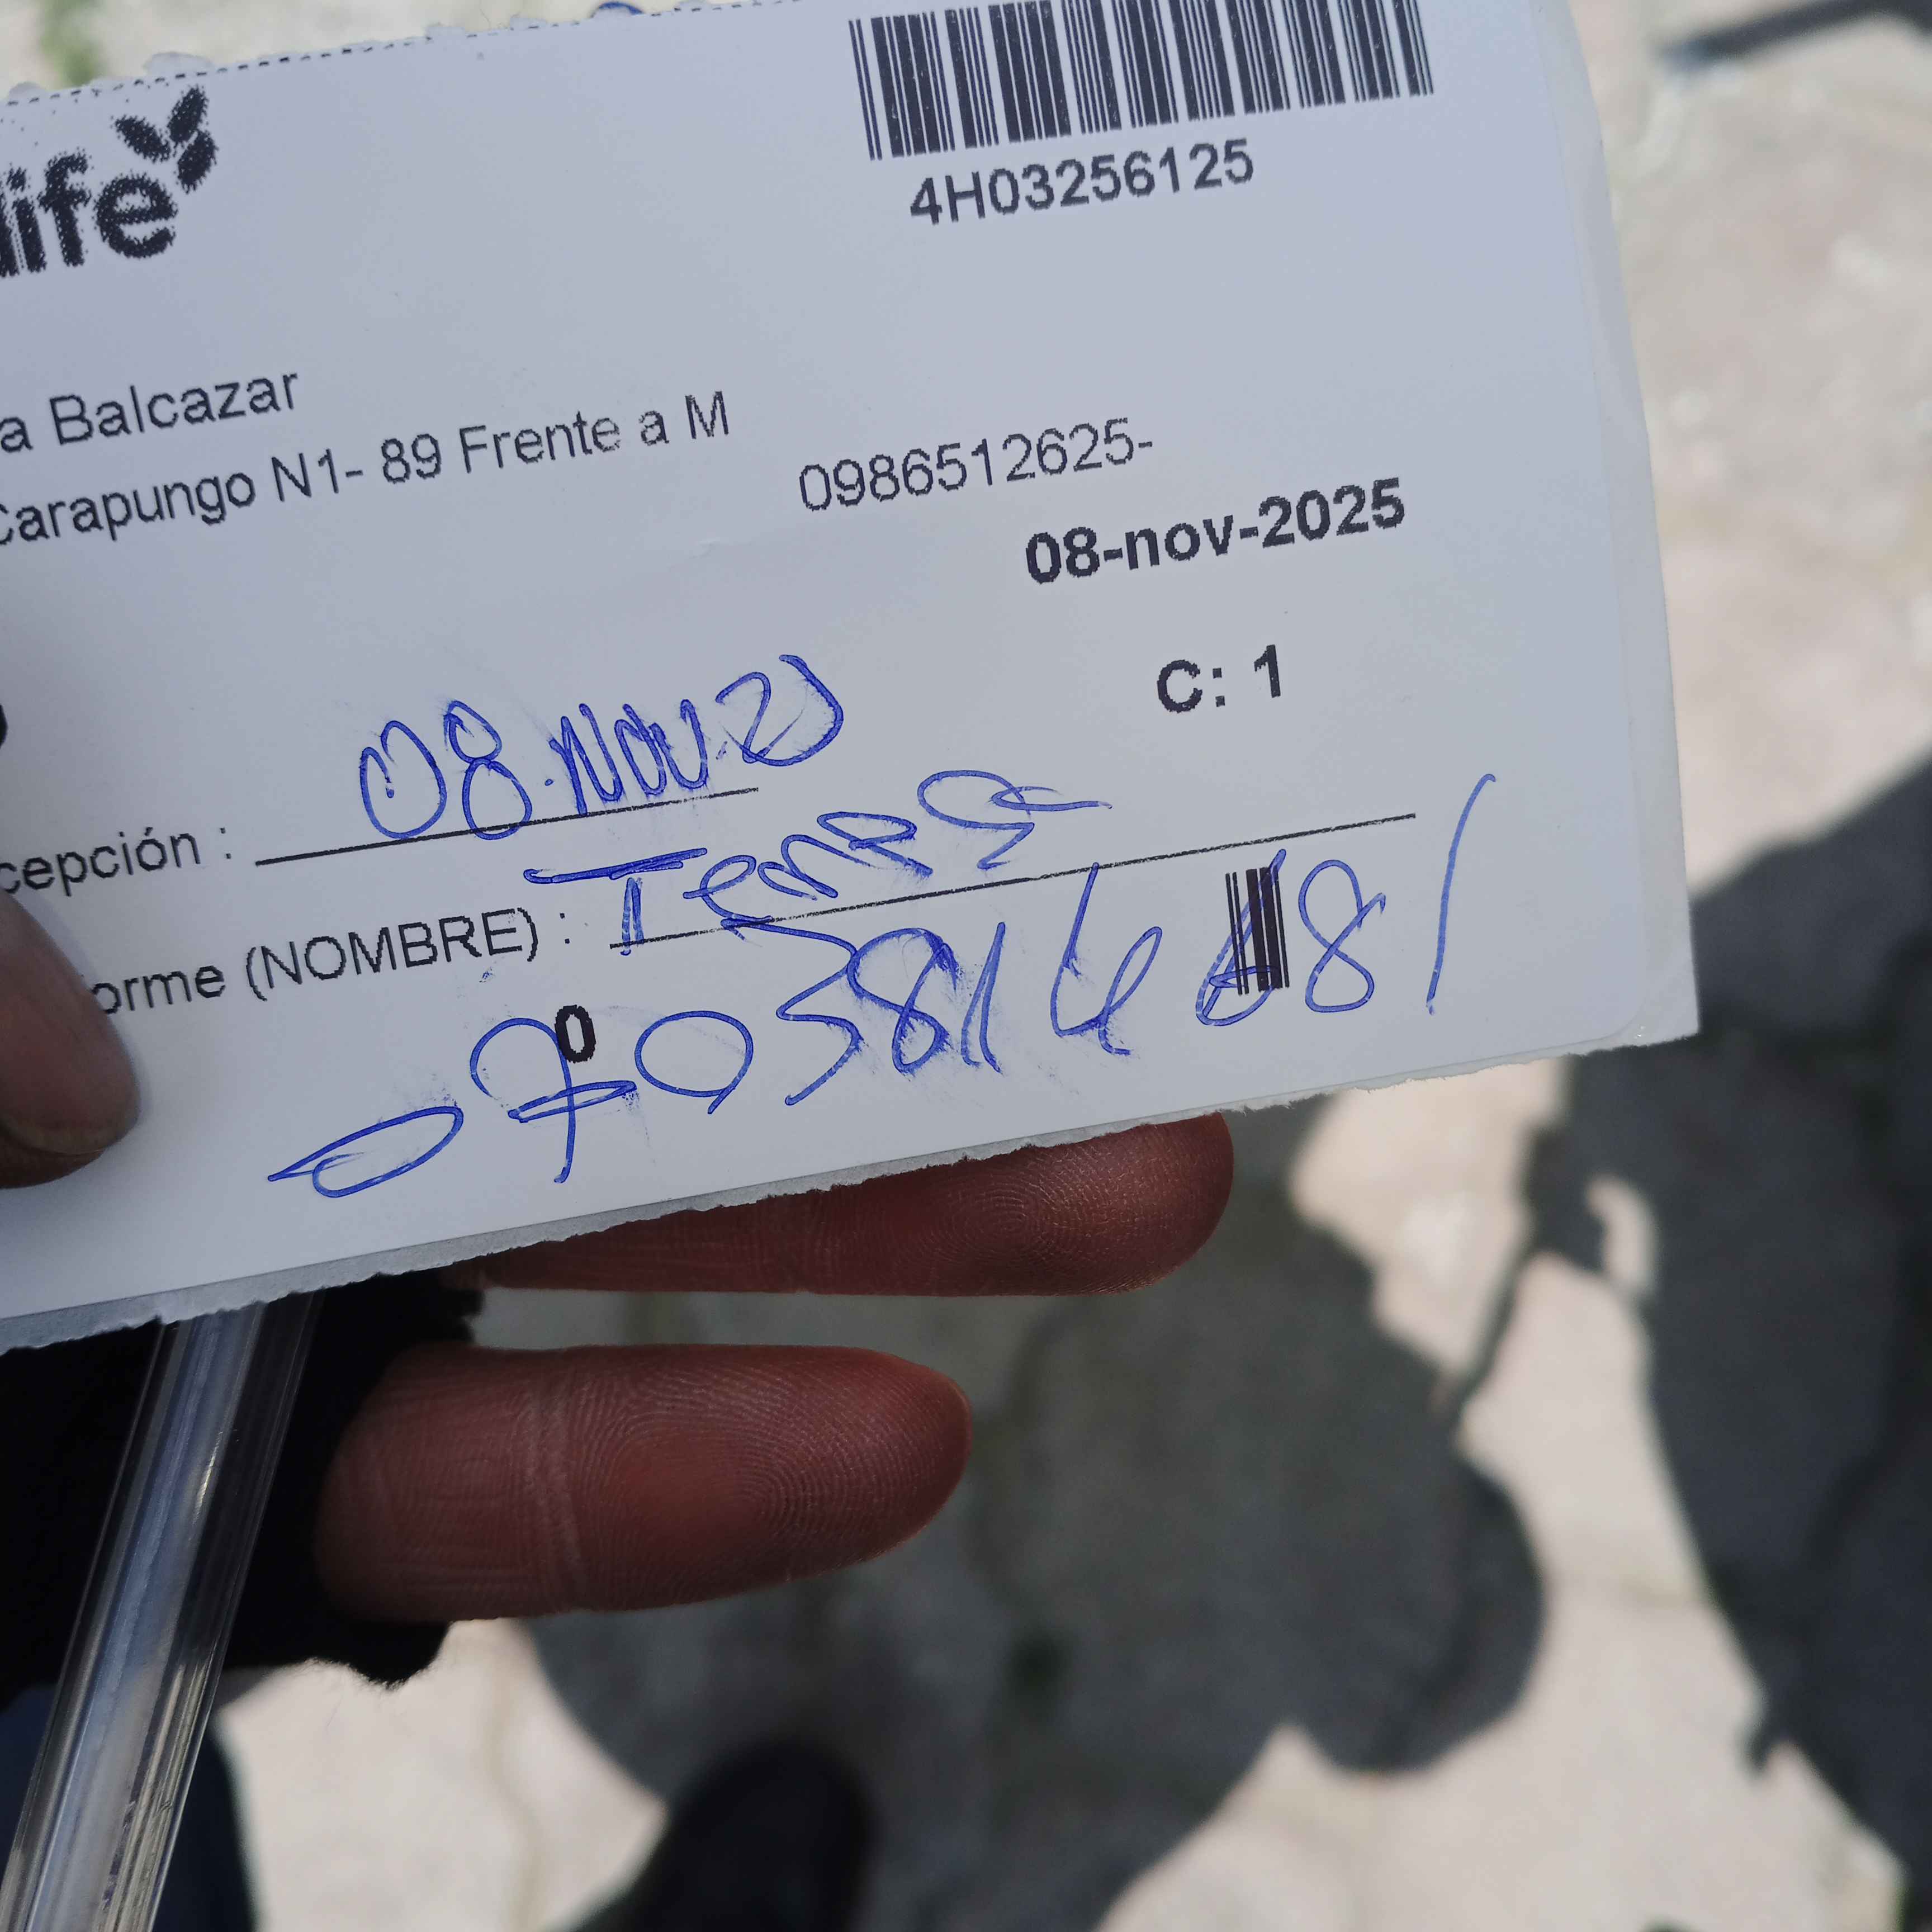 life
4H03256125
a Balcazar
Carapungo N1- 89 Frente a M
0986512625-
08-nov-2025
C: 1
cepción : 08.Nov.25
orme (NOMBRE) : Teresa
0